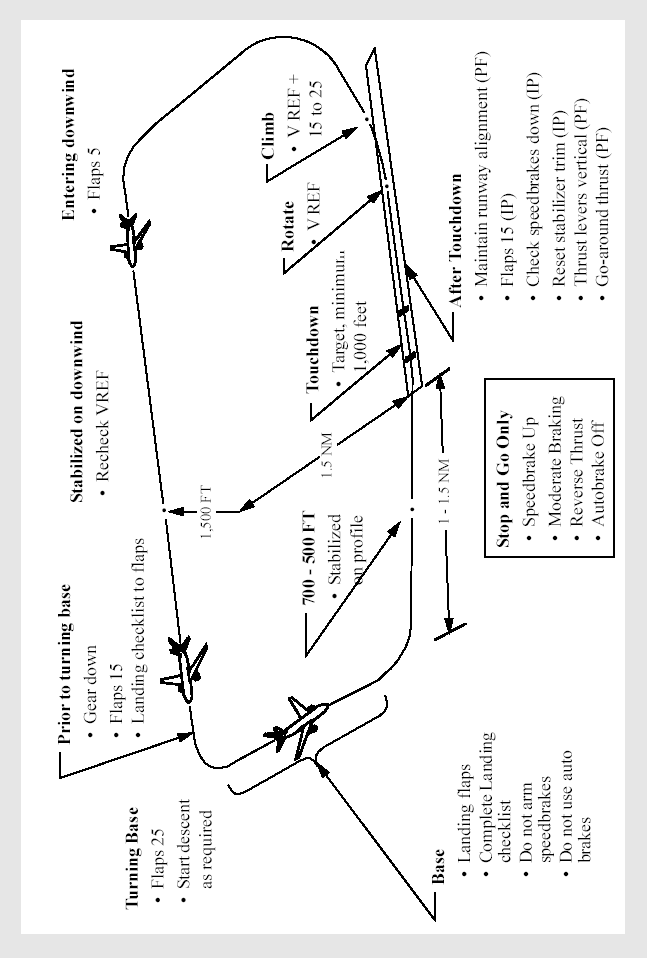 Entering downwind
• Flaps 5
Stabilized on downwind
• Recheck VREF
Prior to turning base
• Gear down
• Flaps 15
• Landing checklist to flaps
Turning Base
• Flaps 25
• Start descent
as required
Base
• Landing flaps
• Complete Landing
checklist
• Do not arm
speedbrakes
• Do not use auto
brakes
700 - 500 FT
• Stabilized
on profile
1,500 FT
1.5 NM
1 - 1.5 NM
Touchdown
• Target, minimum
1,000 feet
Rotate
• V REF
Climb
• V REF +
15 to 25
After Touchdown
• Maintain runway alignment (PF)
• Flaps 15 (IP)
• Check speedbrakes down (IP)
• Reset stabilizer trim (IP)
• Thrust levers vertical (PF)
• Go-around thrust (PF)
Stop and Go Only
• Speedbrake Up
• Moderate Braking
• Reverse Thrust
• Autobrake Off